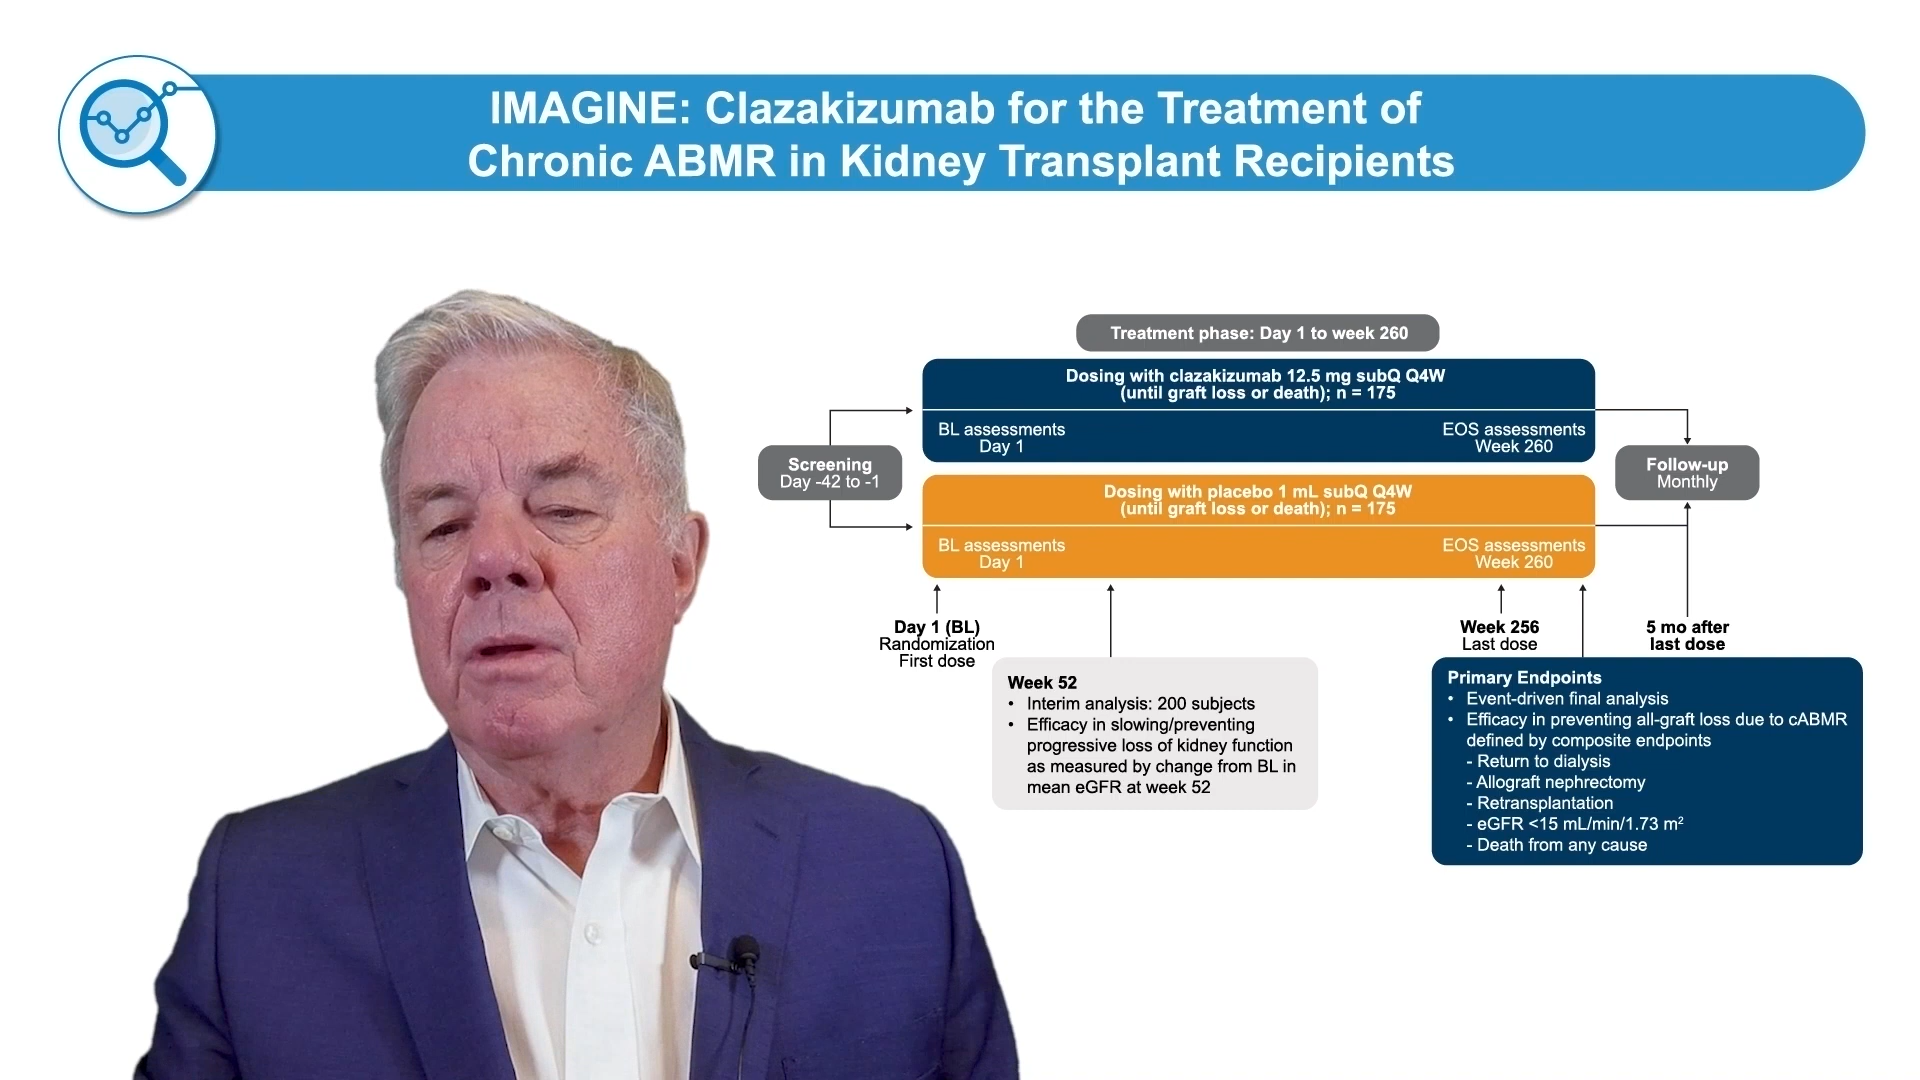 IMAGINE: Clazakizumab for the Treatment of
Chronic ABMR in Kidney Transplant Recipients
Treatment phase: Day 1 to week 260
Dosing with clazakizumab 12.5 mg subQ Q4W
(until graft loss or death); n = 175
BL assessments
Day 1
EOS assessments
Week 260
Screening
Day -42 to -1
Follow-up
Monthly
Dosing with placebo 1 mL subQ Q4W
(until graft loss or death); n = 175
BL assessments
Day 1
EOS assessments
Week 260
Day 1 (BL)
Randomization
First dose
Week 256
Last dose
5 mo after
last dose
Week 52
• Interim analysis: 200 subjects
• Efficacy in slowing/preventing
progressive loss of kidney function
as measured by change from BL in
mean eGFR at week 52
Primary Endpoints
• Event-driven final analysis
• Efficacy in preventing all-graft loss due to cABMR
defined by composite endpoints
- Return to dialysis
- Allograft nephrectomy
- Retransplantation
- eGFR <15 mL/min/1.73 m²
- Death from any cause